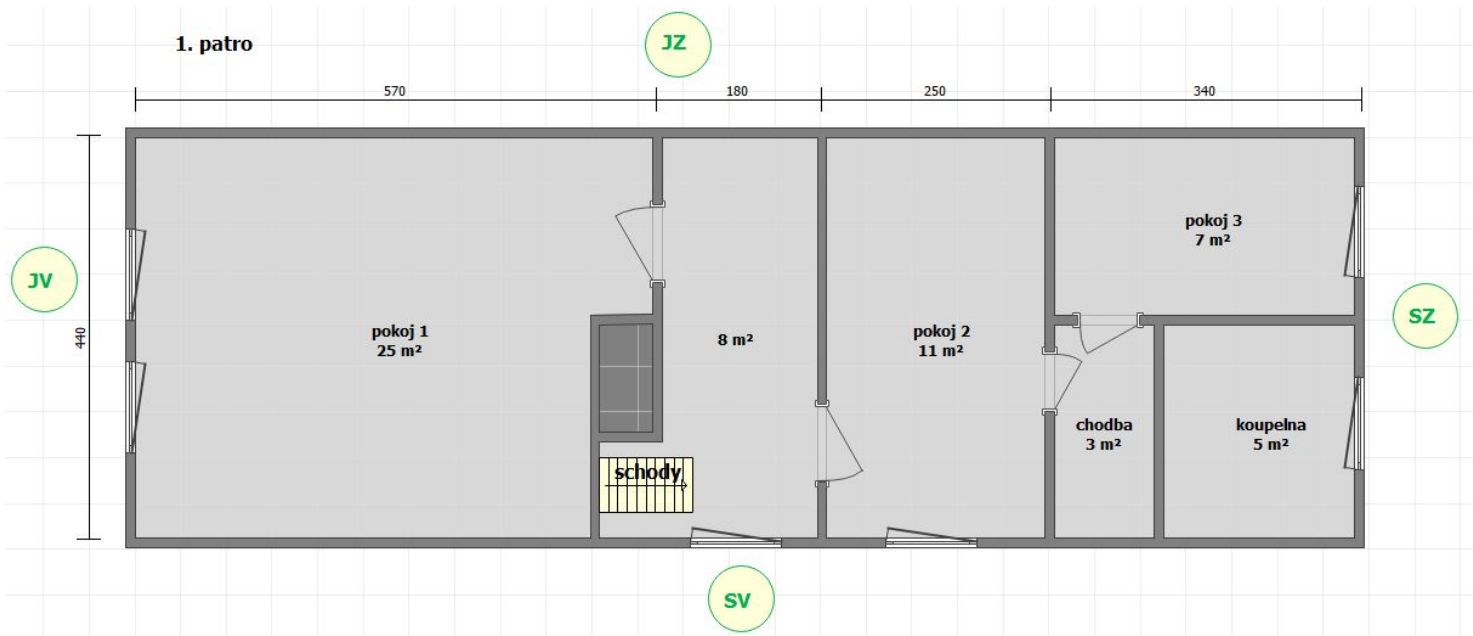 1. patro
JZ
570
180
250
340
JV
440
pokoj 1
25 m²
8 m²
pokoj 2
11 m²
pokoj 3
7 m²
SZ
chodba
3 m²
koupelna
5 m²
schody
SV